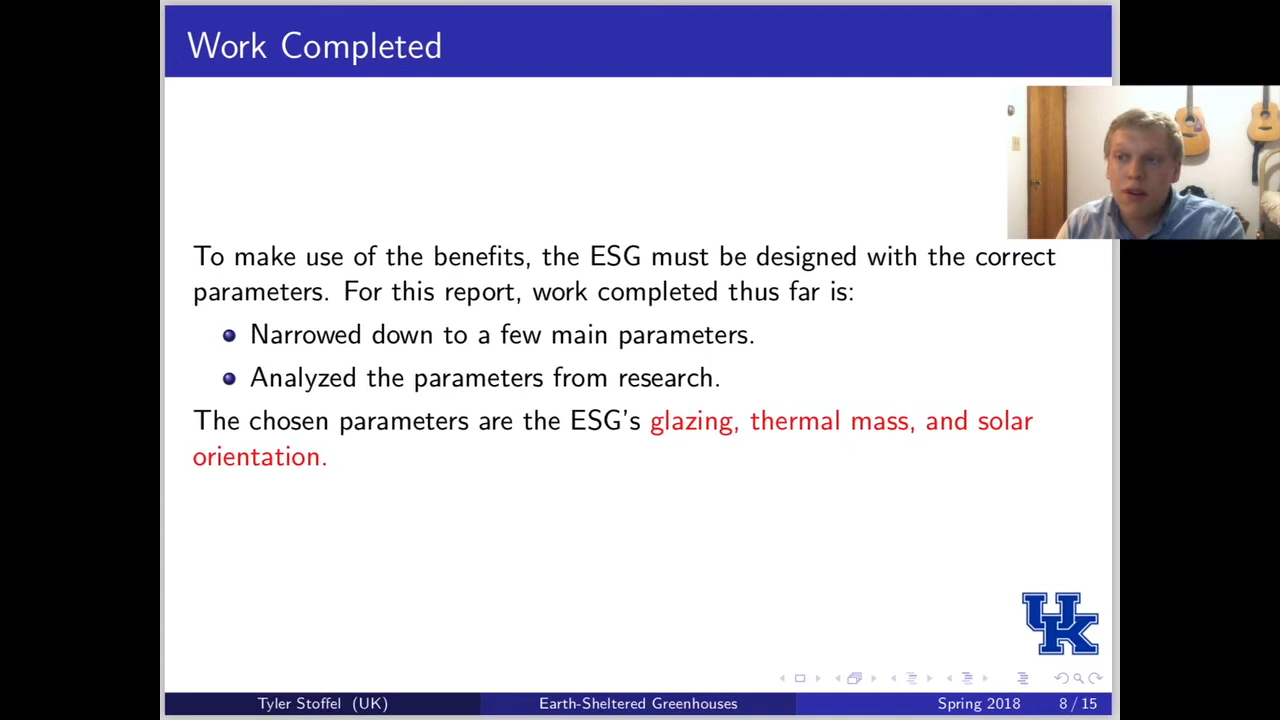 Work Completed
To make use of the benefits, the ESG must be designed with the correct
parameters. For this report, work completed thus far is:
Narrowed down to a few main parameters.
Analyzed the parameters from research.
The chosen parameters are the ESG's glazing, thermal mass, and solar
orientation.
UK
Tyler Stoffel (UK) Earth-Sheltered Greenhouses Spring 2018 8 / 15